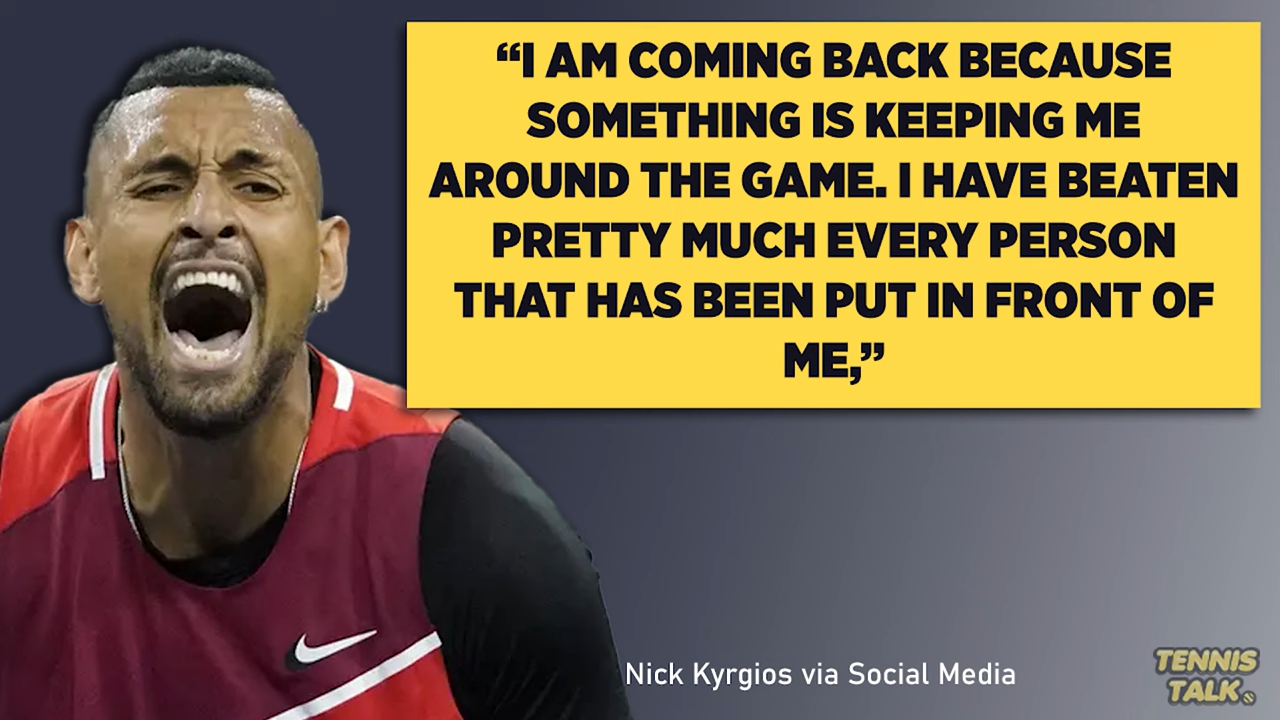 “I AM COMING BACK BECAUSE
SOMETHING IS KEEPING ME
AROUND THE GAME. I HAVE BEATEN
PRETTY MUCH EVERY PERSON
THAT HAS BEEN PUT IN FRONT OF
ME,”
Nick Kyrgios via Social Media
TENNIS
TALK